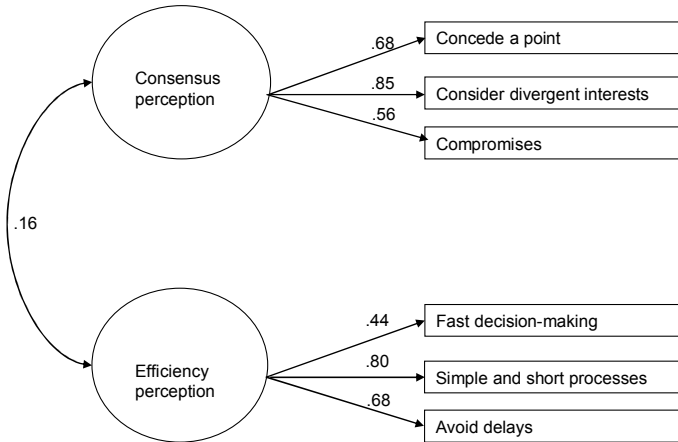 .68
Concede a point
Consensus
perception
.85
Consider divergent interests
.56
Compromises
.16
.44
Fast decision-making
Efficiency
perception
.80
Simple and short processes
.68
Avoid delays